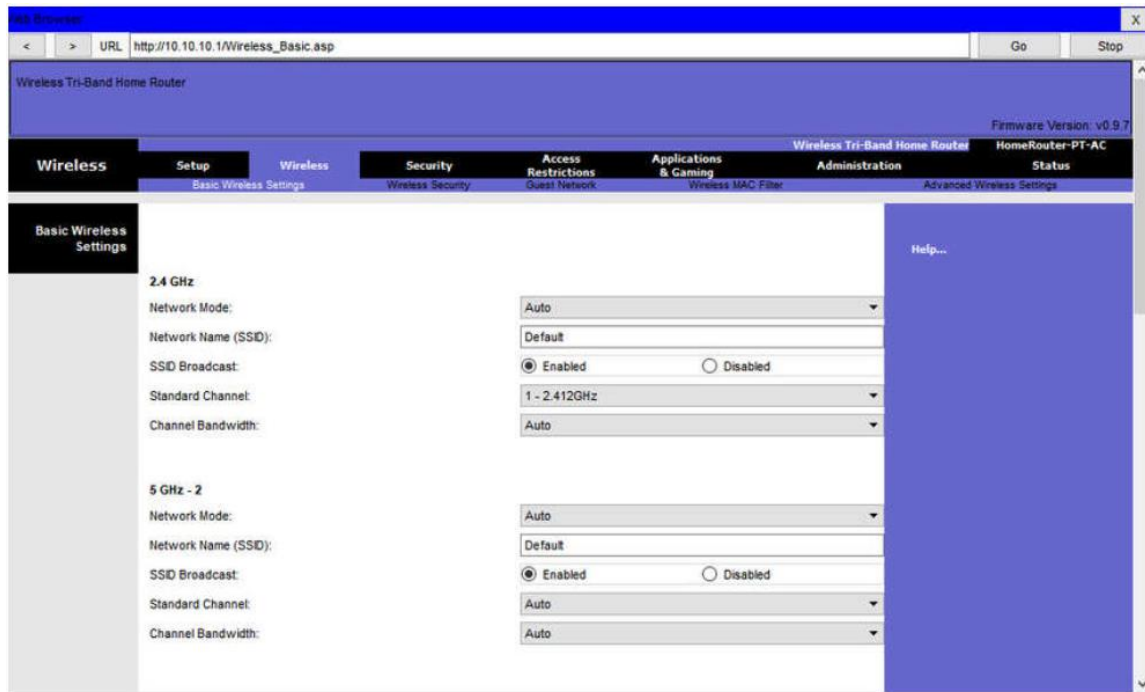 Web Browser
X
< > URL http://10.10.10.1/Wireless_Basic.asp Go Stop
Wireless Tri-Band Home Router
Firmware Version: v0.9.7
Wireless Tri-Band Home Router HomeRouter-PT-AC
Wireless Setup Wireless Security Access Restrictions Applications & Gaming Administration Status
Basic Wireless Settings Wireless Security Guest Network Wireless MAC Filter Advanced Wireless Settings
Basic Wireless Settings
Help...
2.4 GHz
Network Mode: Auto
Network Name (SSID): Default
SSID Broadcast: Enabled Disabled
Standard Channel: 1 - 2.412GHz
Channel Bandwidth: Auto
5 GHz - 2
Network Mode: Auto
Network Name (SSID): Default
SSID Broadcast: Enabled Disabled
Standard Channel: Auto
Channel Bandwidth: Auto